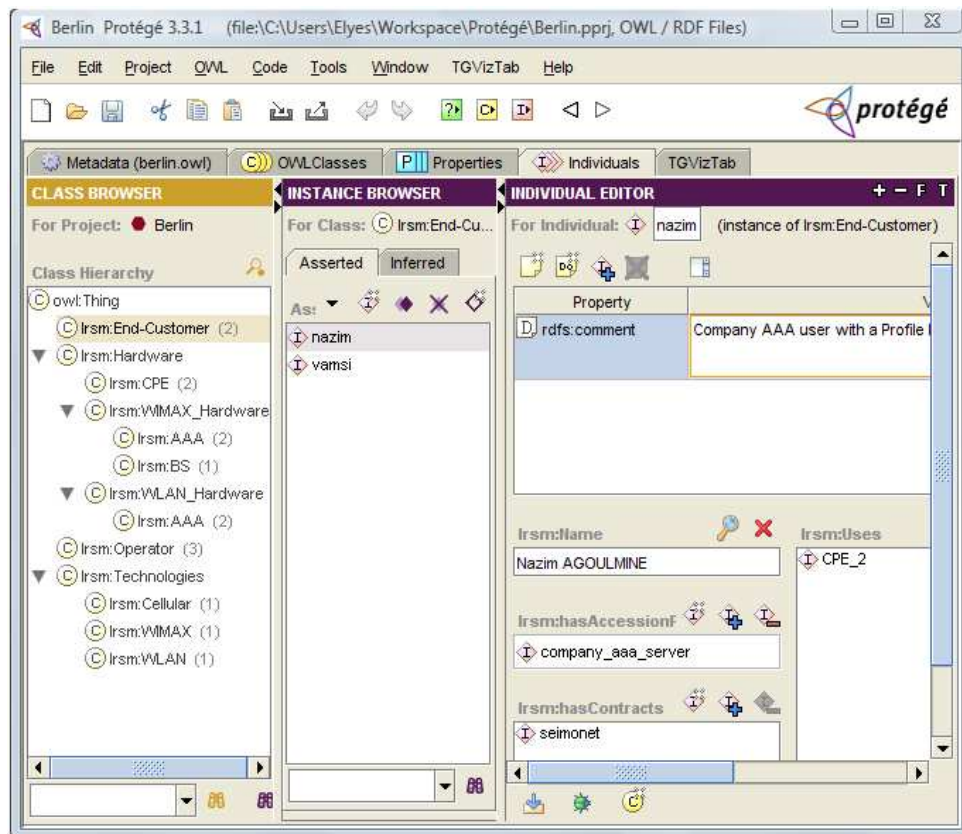 Berlin Protégé 3.3.1 (file:\C:\Users\Elyes\Workspace\Protégé\Berlin.pprj, OWL / RDF Files)
File Edit Project OWL Code Tools Window TGVizTab Help
protégé
Metadata (berlin.owl) OWLClasses Properties Individuals TGVizTab
CLASS BROWSER
For Project: Berlin
Class Hierarchy
owl:Thing
lrsm:End-Customer (2)
lrsm:Hardware
lrsm:CPE (2)
lrsm:WIMAX_Hardware
lrsm:AAA (2)
lrsm:BS (1)
lrsm:WLAN_Hardware
lrsm:AAA (2)
lrsm:Operator (3)
lrsm:Technologies
lrsm:Cellular (1)
lrsm:WIMAX (1)
lrsm:WLAN (1)
INSTANCE BROWSER
For Class: lrsm:End-Cu...
Asserted Inferred
As:
nazim
vamsi
INDIVIDUAL EDITOR + - F T
For Individual: nazim (instance of lrsm:End-Customer)
Property V
rdfs:comment Company AAA user with a Profile
lrsm:Name
Nazim AGOULMINE
lrsm:Uses
CPE_2
lrsm:hasAccessionF
company_aaa_server
lrsm:hasContracts
seimonet